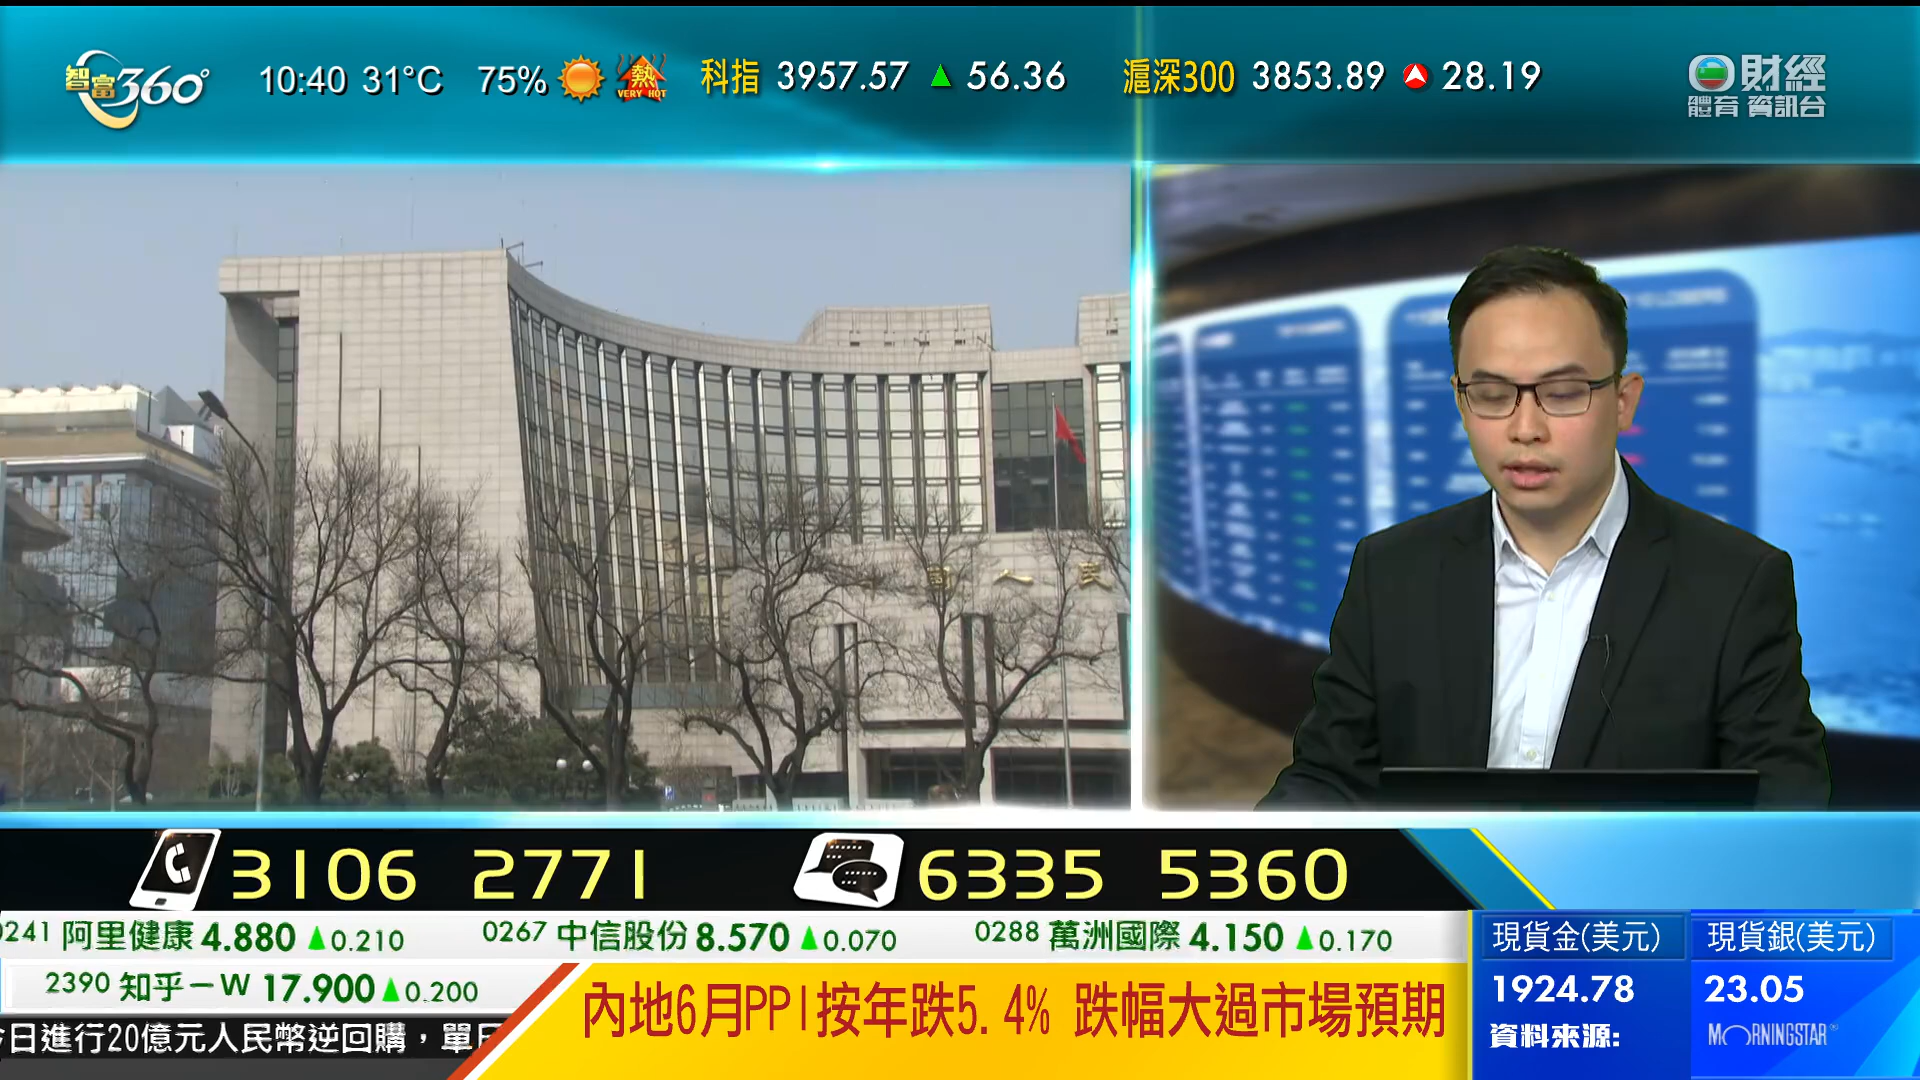 智富360°
10:40 31°C 75% 熱 VERY HOT 科指 3957.57 ▲ 56.36 滬深300 3853.89 ▲ 28.19
財經
體育 資訊台
國人民
3106 2771 6335 5360
0241 阿里健康 4.880 ▲0.210 0267 中信股份 8.570 ▲0.070 0288 萬洲國際 4.150 ▲0.170
2390 知乎－W 17.900 ▲0.200
今日進行20億元人民幣逆回購，單日
內地6月PPI按年跌5.4% 跌幅大過市場預期
現貨金(美元) 現貨銀(美元)
1924.78 23.05
資料來源: MORNINGSTAR®